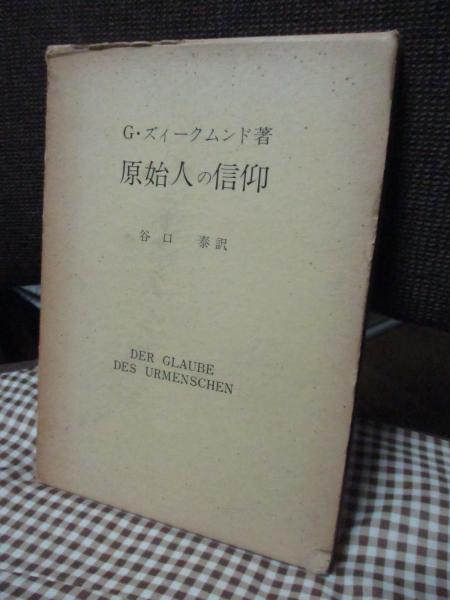 G・ズィークムンド著
原始人の信仰
谷口 泰訳
DER GLAUBE
DES URMENSCHEN